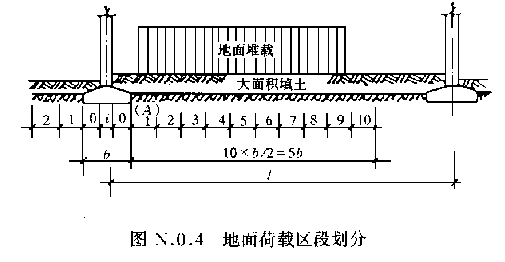 地面堆载
大面积填土
2 1 0 i 0 (A) 1 2 3 4 5 6 7 8 9 10
b 10×b/2=5b
l
图 N.0.4 地面荷载区段划分